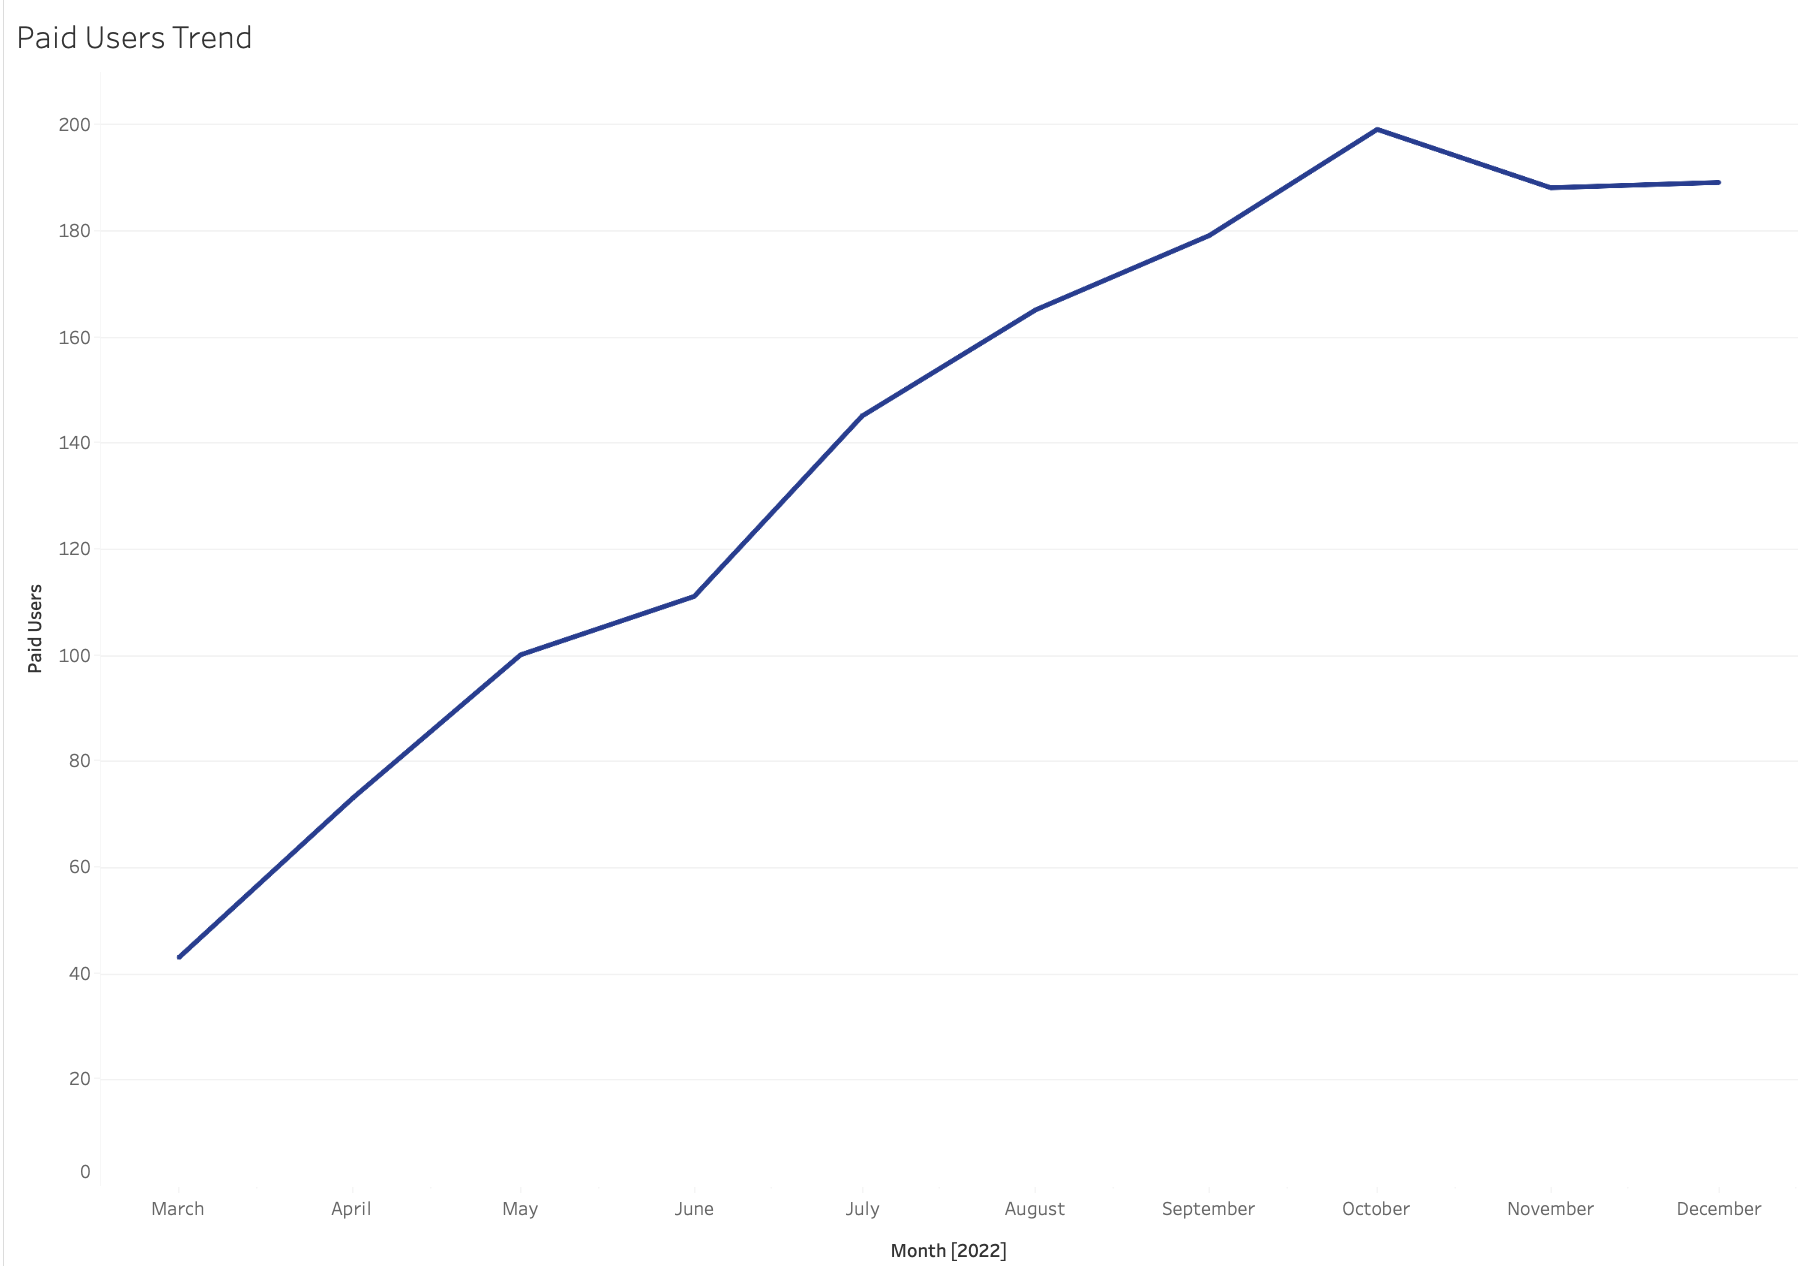 Paid Users Trend
200
180
160
140
120
100
80
60
40
20
0
Paid Users
March April May June July August September October November December
Month [2022]